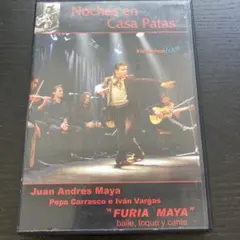 Noches en
Casa Patas
Juan Andrés Maya
Pepa Carrasco e Iván Vargas
"FURIA MAYA"
baile, toque y cante